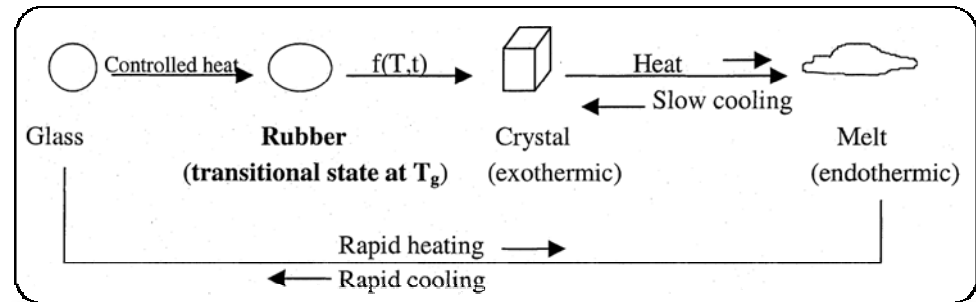 Controlled heat
f(T,t)
Heat
Slow cooling
Glass
Rubber
Crystal
Melt
(transitional state at Tg)
(exothermic)
(endothermic)
Rapid heating
Rapid cooling